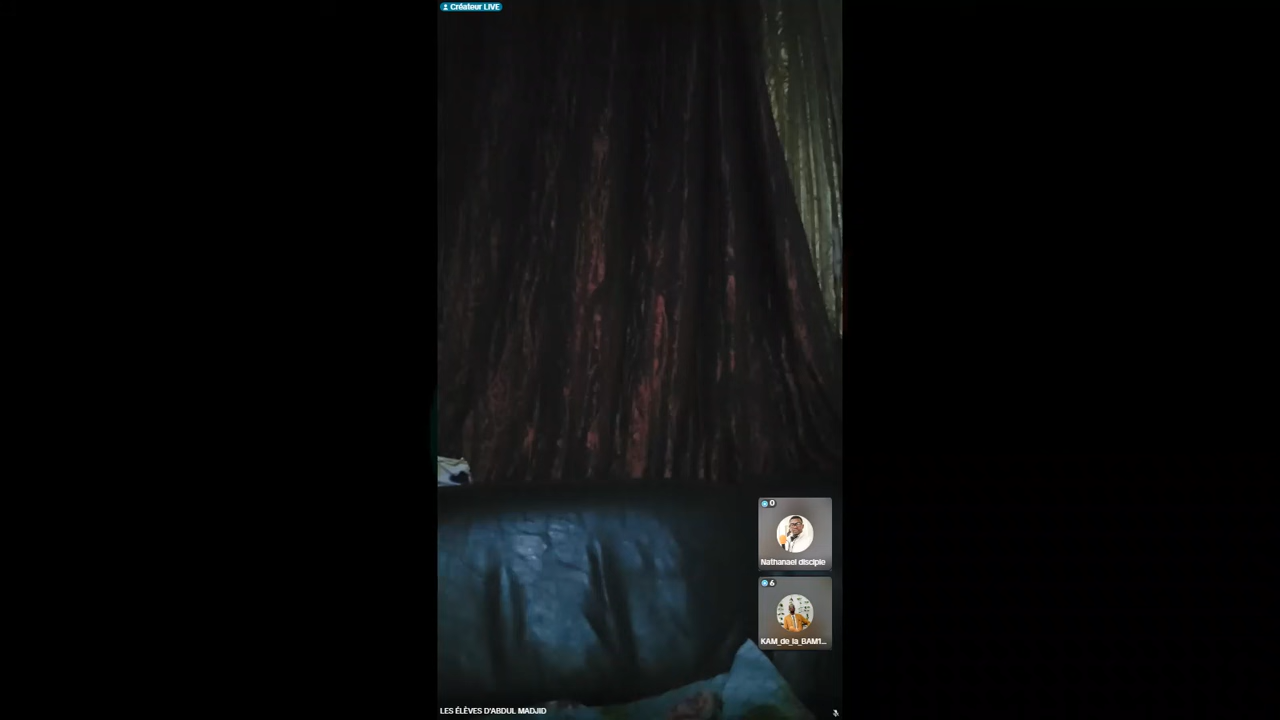 Créateur LIVE
0
Nathanael disciple
6
KAM_de_la_BAM1...
LES ÉLÈVES D'ABDUL MADJID